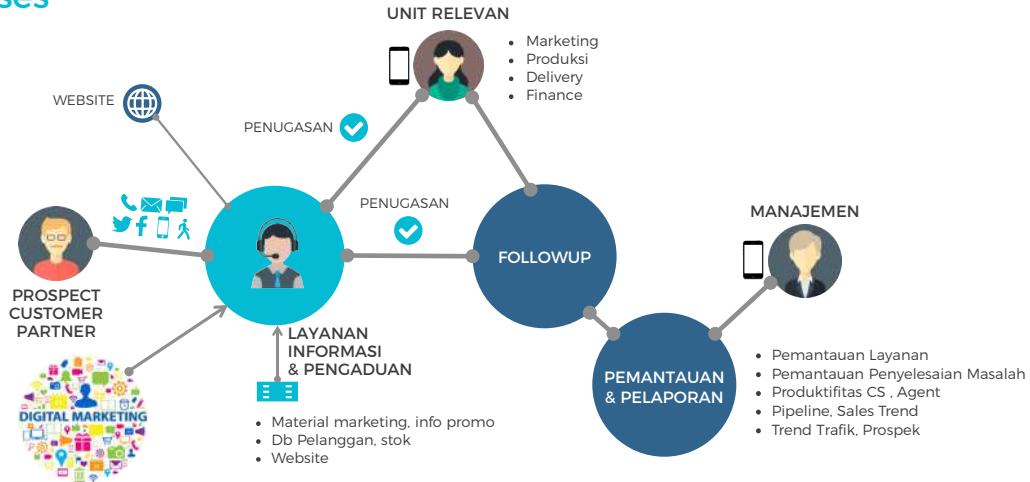 UNIT RELEVAN
Marketing
Produksi
Delivery
Finance
WEBSITE
PENUGASAN
PENUGASAN
PROSPECT
CUSTOMER
PARTNER
FOLLOWUP
MANAJEMEN
LAYANAN
INFORMASI
& PENGADUAN
Material marketing, info promo
Db Pelanggan, stok
Website
DIGITAL MARKETING
PEMANTAUAN
& PELAPORAN
Pemantauan Layanan
Pemantauan Penyelesaian Masalah
Produktifitas CS , Agent
Pipeline, Sales Trend
Trend Trafik, Prospek